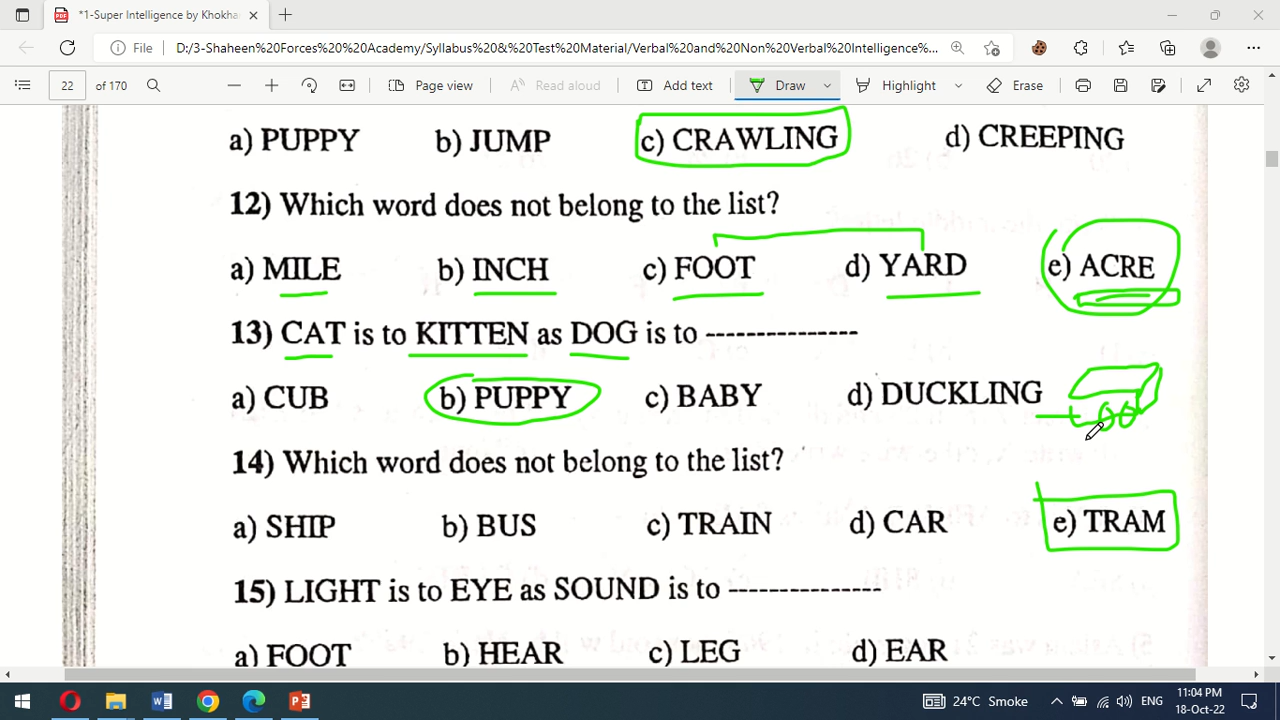 *1-Super Intelligence by Khokhar
File D:/3-Shaheen%20Forces%20%20Academy/Syllabus%20&%20Test%20Material/Verbal%20and%20Non%20Verbal%20Intelligence%...
22 of 170 Page view Read aloud Add text Draw Highlight Erase
a) PUPPY b) JUMP c) CRAWLING d) CREEPING
12) Which word does not belong to the list?
a) MILE b) INCH c) FOOT d) YARD e) ACRE
13) CAT is to KITTEN as DOG is to ---------------
a) CUB b) PUPPY c) BABY d) DUCKLING
14) Which word does not belong to the list?
a) SHIP b) BUS c) TRAIN d) CAR e) TRAM
15) LIGHT is to EYE as SOUND is to ---------------
a) FOOT b) HEAR c) LEG d) EAR
24°C Smoke ENG 11:04 PM
18-Oct-22